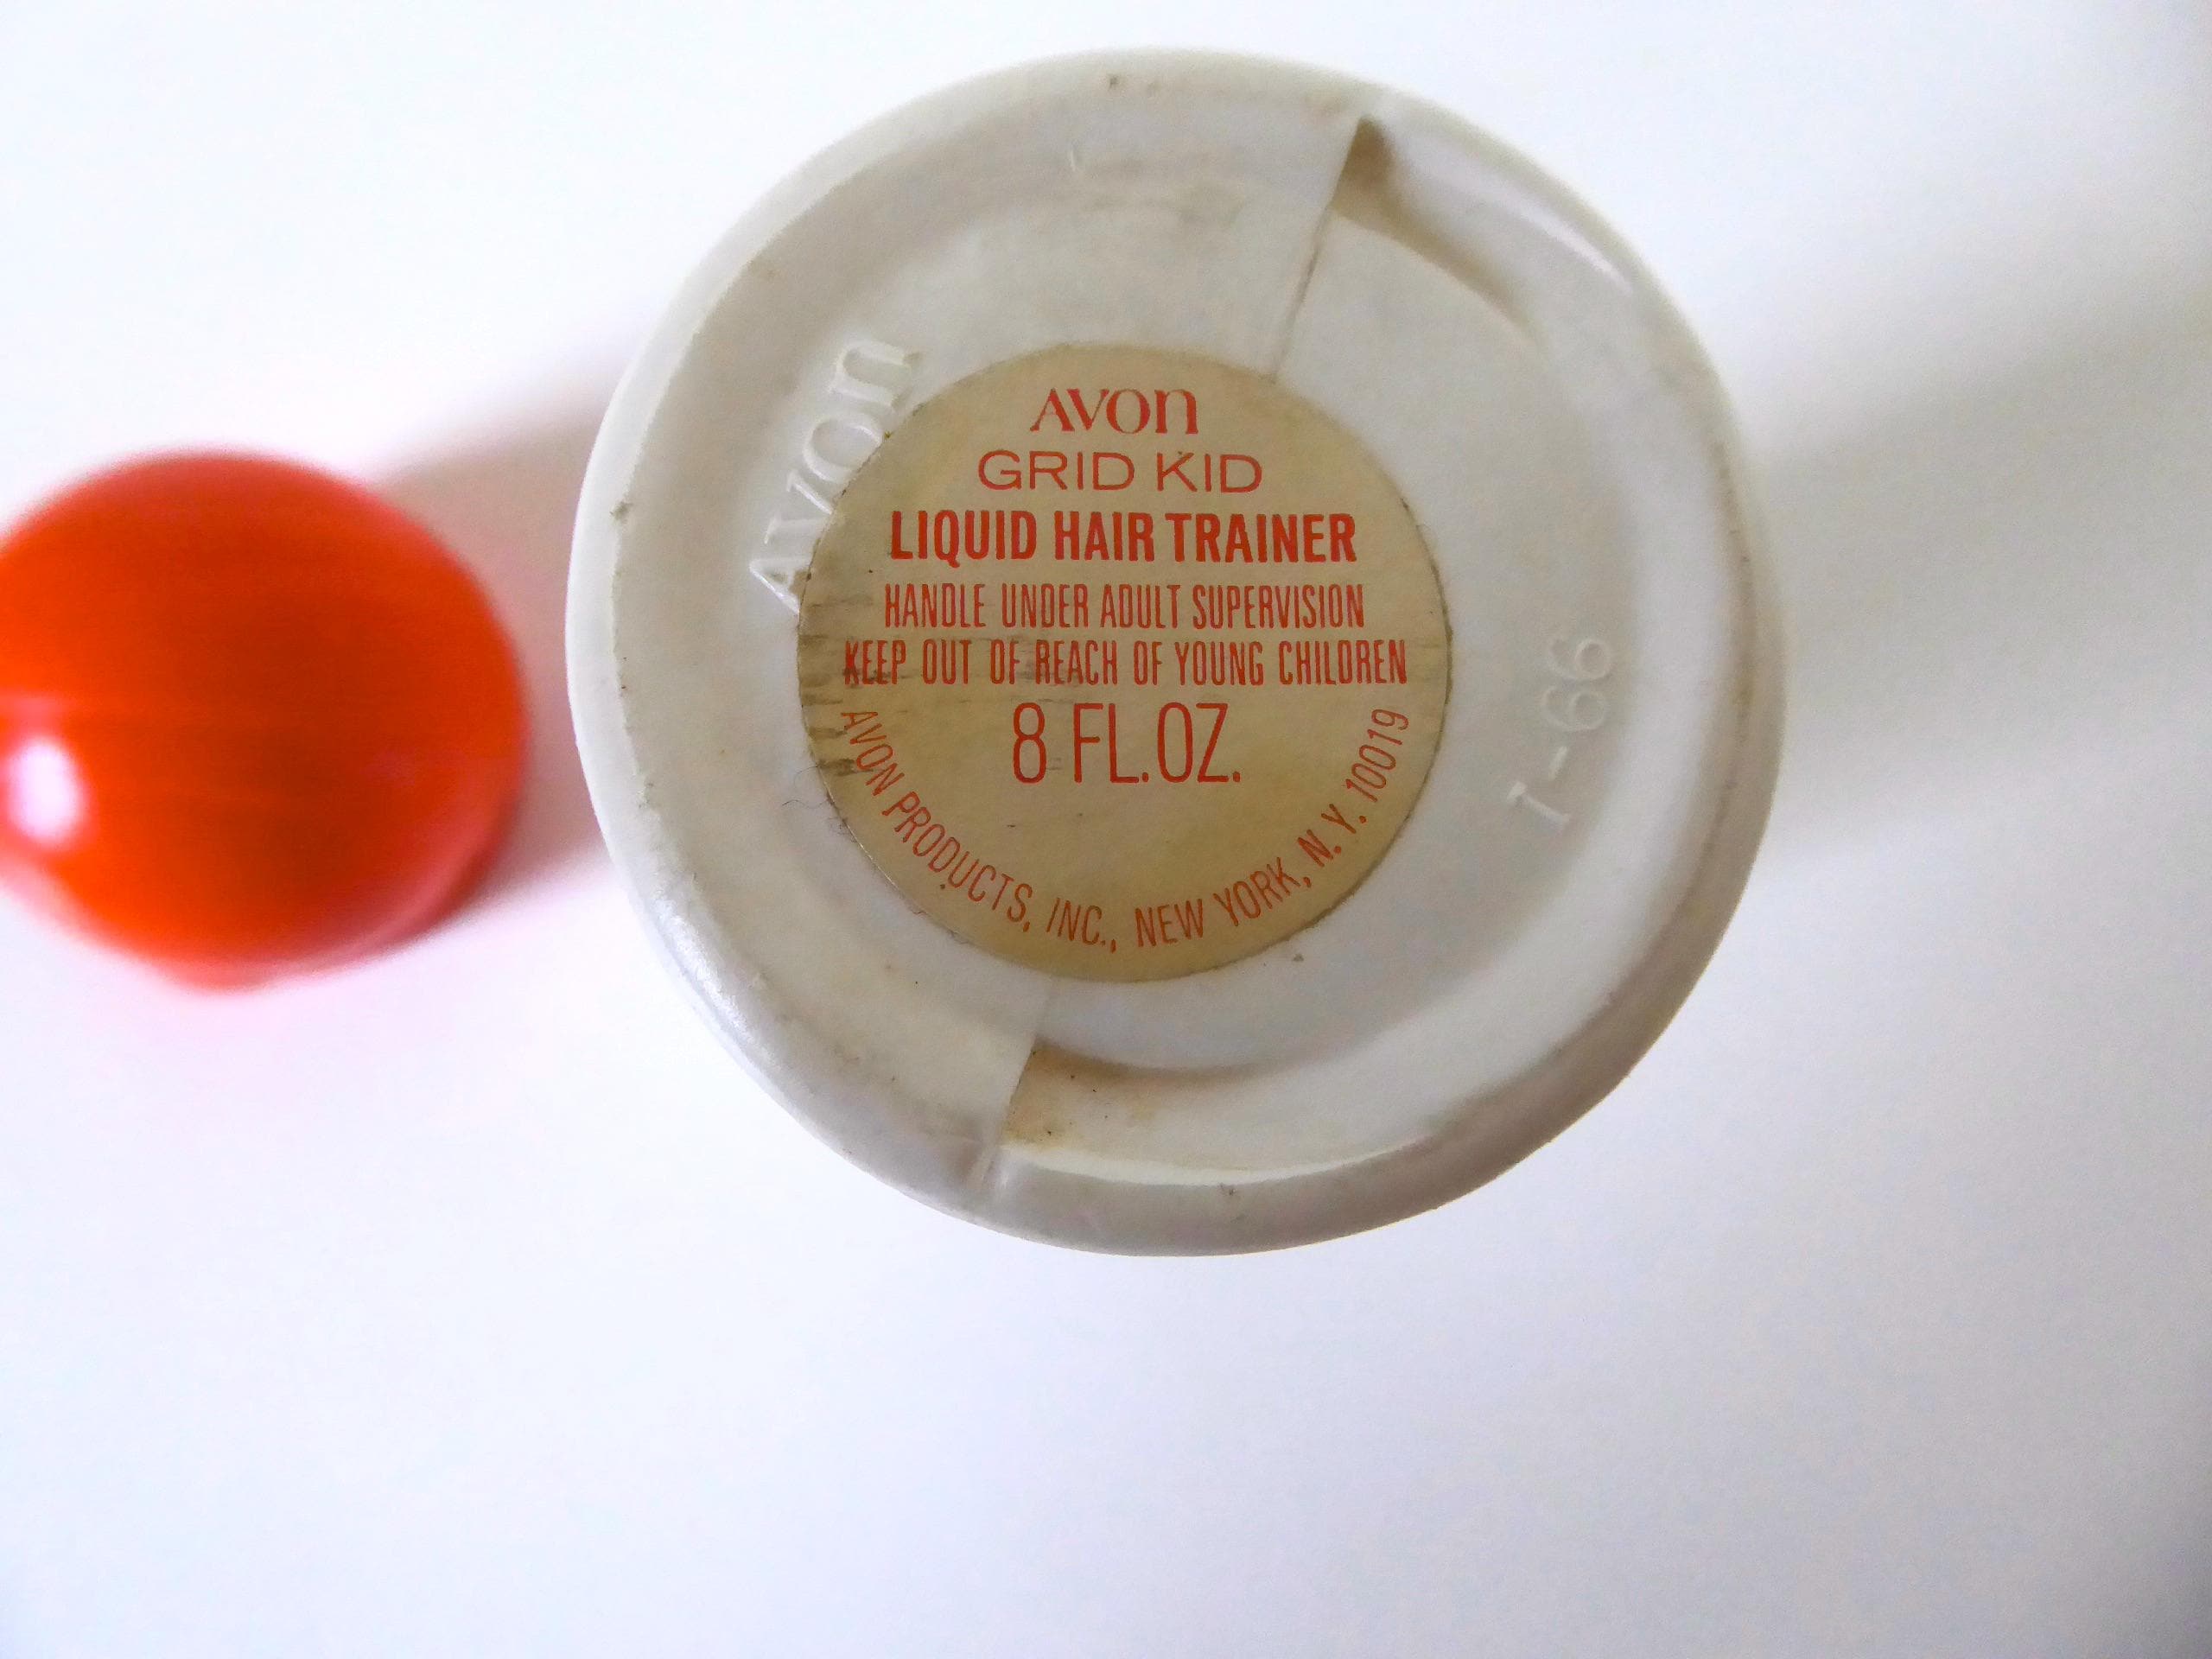 AVON
GRID KID
LIQUID HAIR TRAINER
HANDLE UNDER ADULT SUPERVISION
KEEP OUT OF REACH OF YOUNG CHILDREN
8 FL.OZ.
AVON PRODUCTS, INC., NEW YORK, N.Y. 10019
AVON
T-66